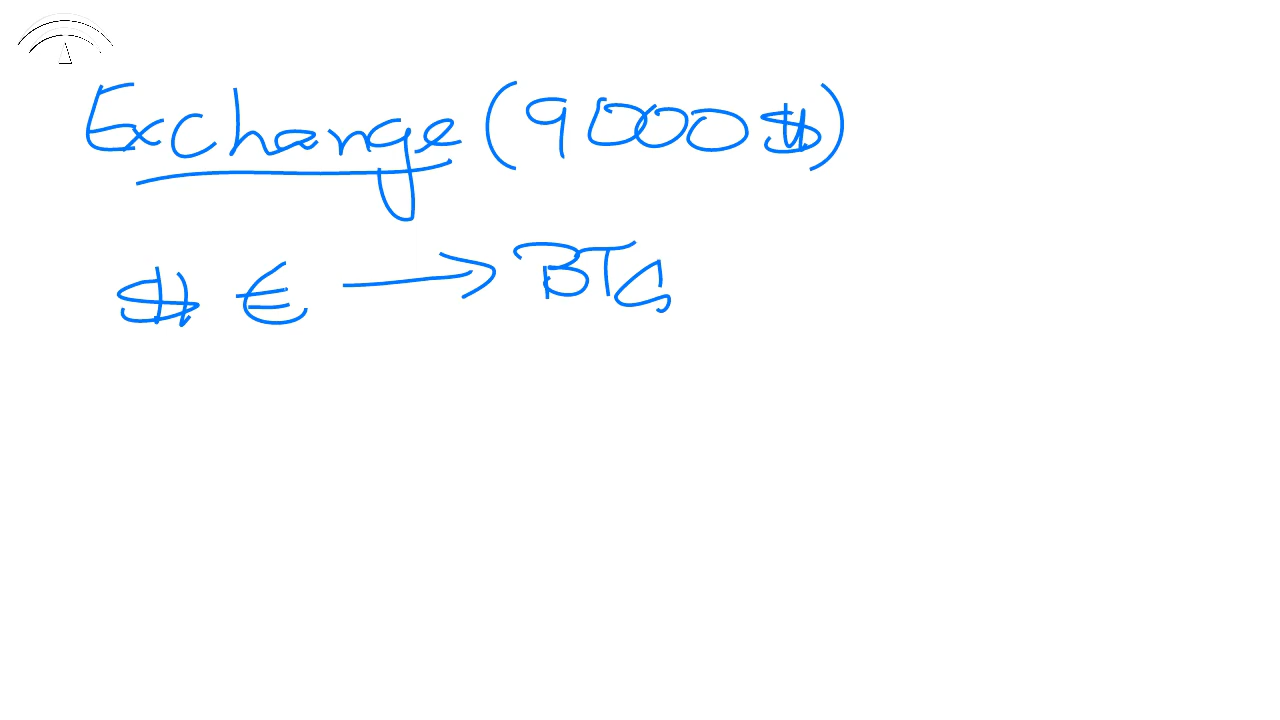 Exchange (9000$)
$ € → BTC